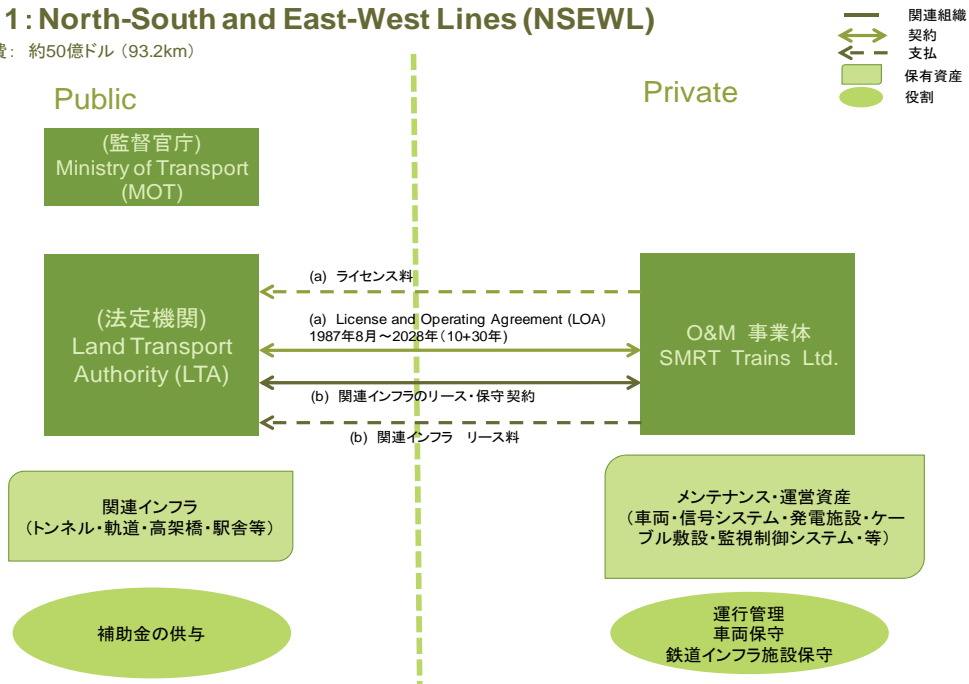 1: North-South and East-West Lines (NSEWL)
費： 約50億ドル（93.2km）
関連組織
契約
支払
保有資産
役割
Public
Private
(監督官庁)
Ministry of Transport
(MOT)
(法定機関)
Land Transport
Authority (LTA)
(a) ライセンス料
(a) License and Operating Agreement (LOA)
1987年8月～2028年（10+30年）
(b) 関連インフラのリース・保守契約
(b) 関連インフラ　リース料
O&M 事業体
SMRT Trains Ltd.
関連インフラ
（トンネル・軌道・高架橋・駅舎等）
メンテナンス・運営資産
（車両・信号システム・発電施設・ケー
ブル敷設・監視制御システム・等）
補助金の供与
運行管理
車両保守
鉄道インフラ施設保守